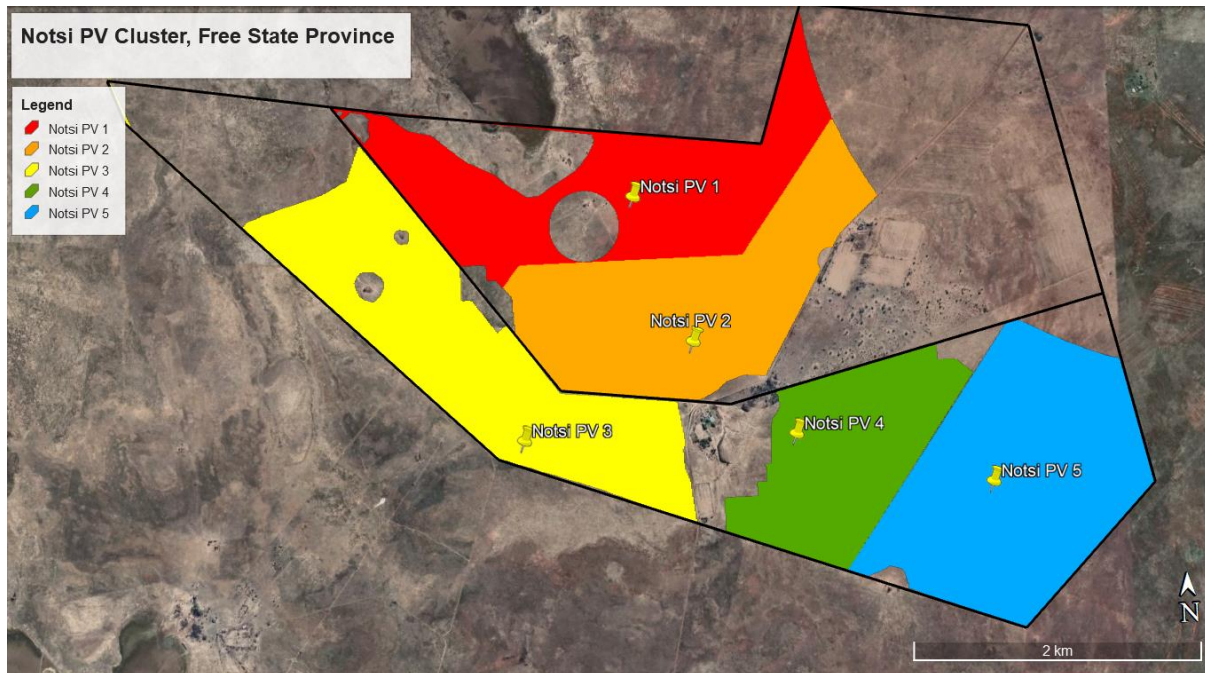 Notsi PV Cluster, Free State Province
Legend
Notsi PV 1
Notsi PV 2
Notsi PV 3
Notsi PV 4
Notsi PV 5
Notsi PV 1
Notsi PV 2
Notsi PV 3
Notsi PV 4
Notsi PV 5
N
2 km